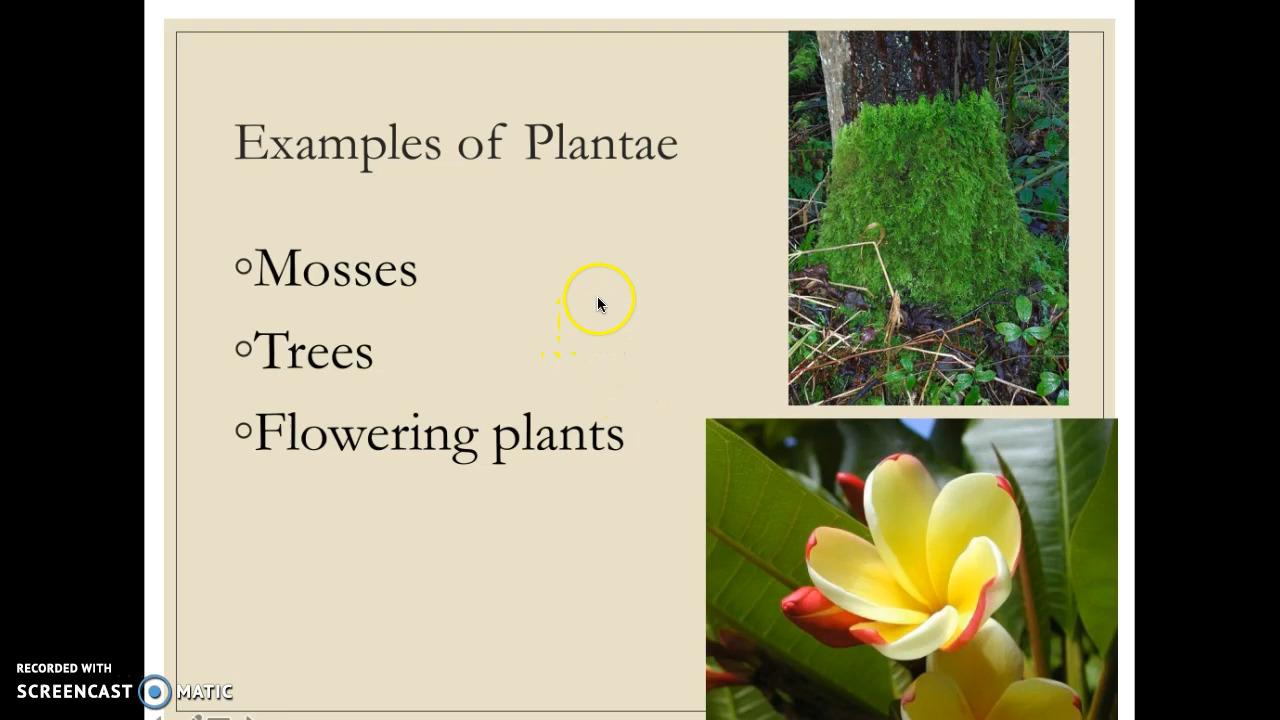 Examples of Plantae
Mosses
Trees
Flowering plants
RECORDED WITH
SCREENCAST MATIC